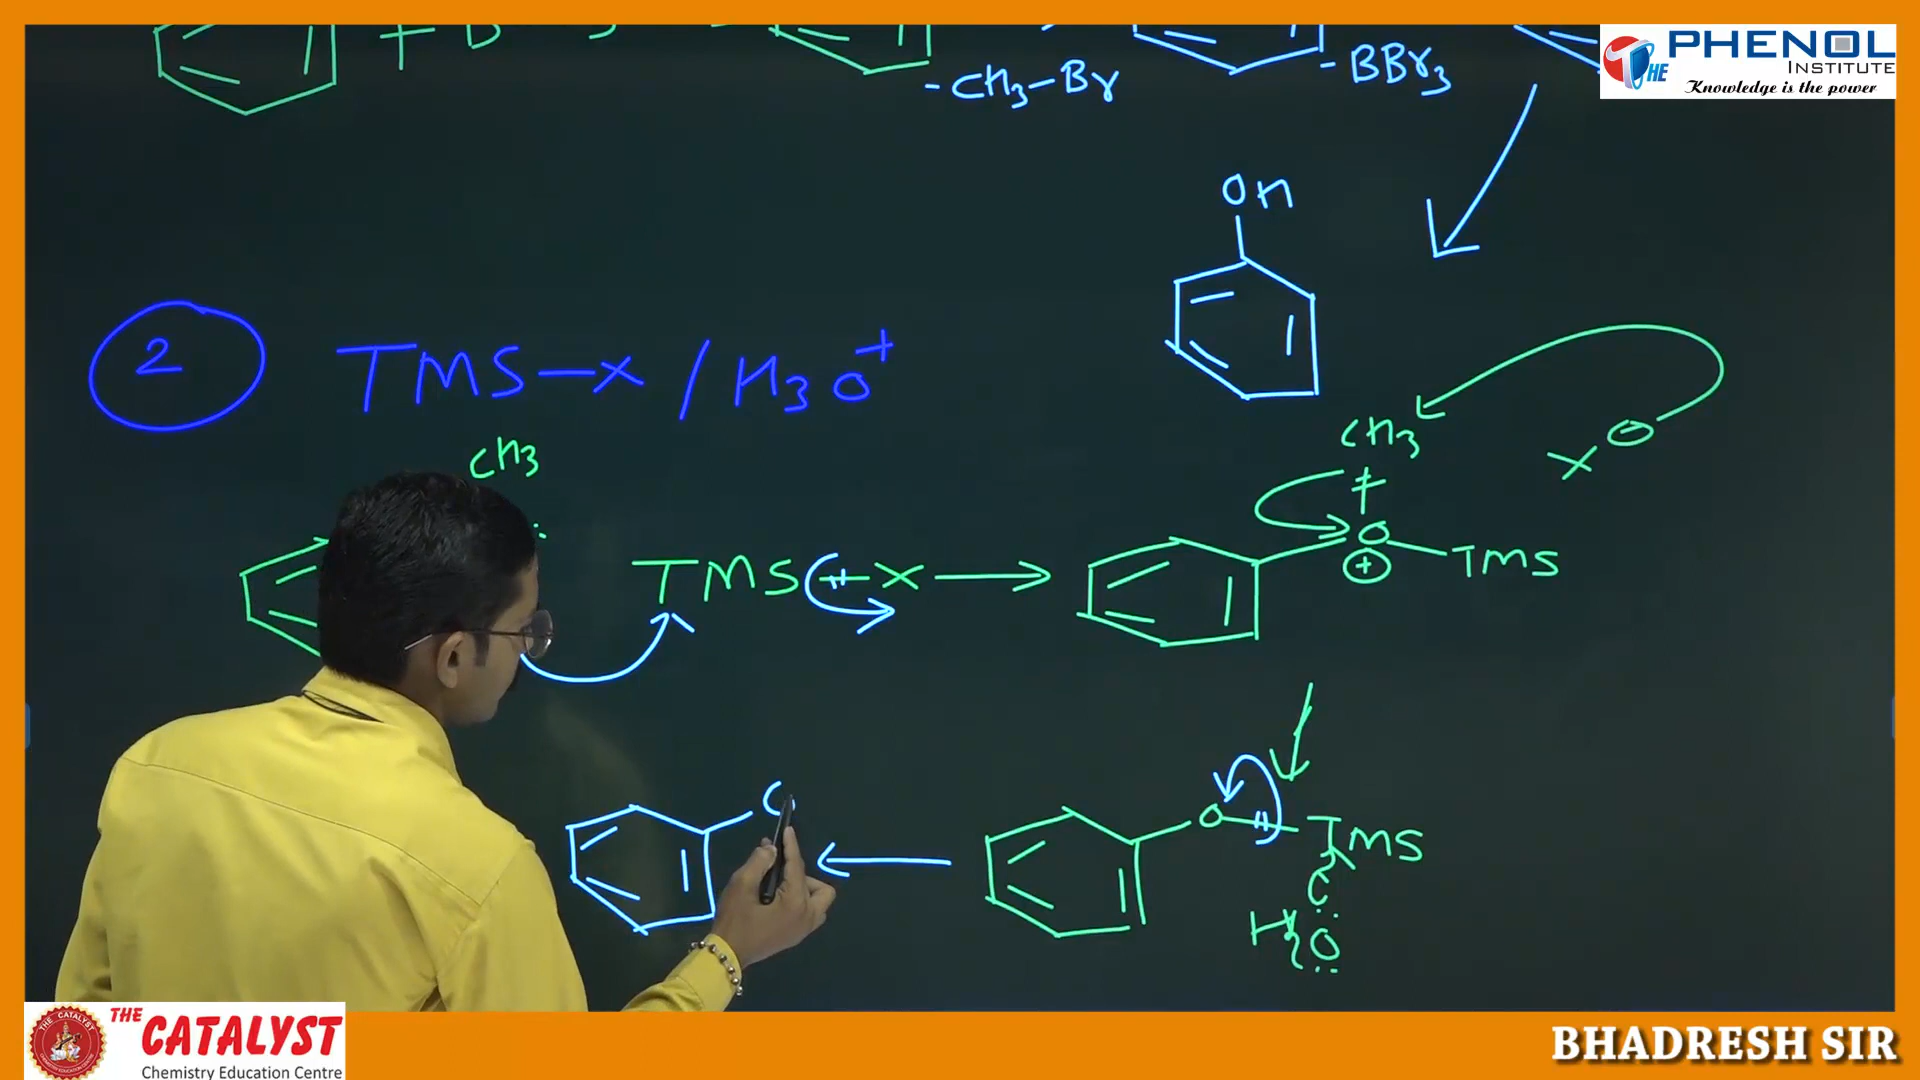 THE PHENOL
INSTITUTE
Knowledge is the power
-CH3-Br
-BBr3
OH
2
TMS-X / H3O+
CH3
CH3
X⊖
TMS-X
O-TMS
⊕
O-TMS
H2O
THE
CATALYST
Chemistry Education Centre
BHADRESH SIR